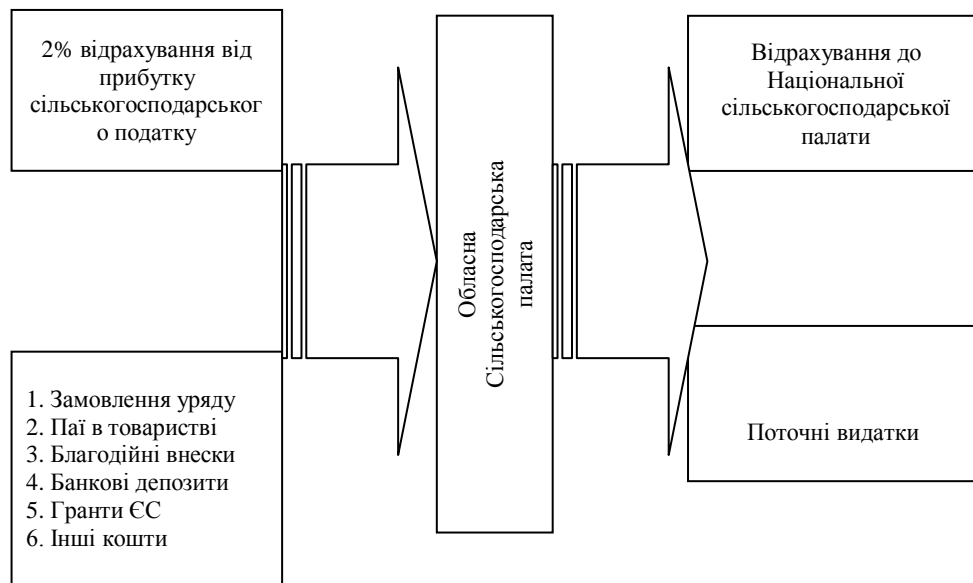 2% відрахування від
прибутку
сільськогосподарськог
о податку
1. Замовлення уряду
2. Паї в товаристві
3. Благодійні внески
4. Банкові депозити
5. Гранти ЄС
6. Інші кошти
Обласна
Сільськогосподарська
палата
Відрахування до
Національної
сільськогосподарської
палати
Поточні видатки